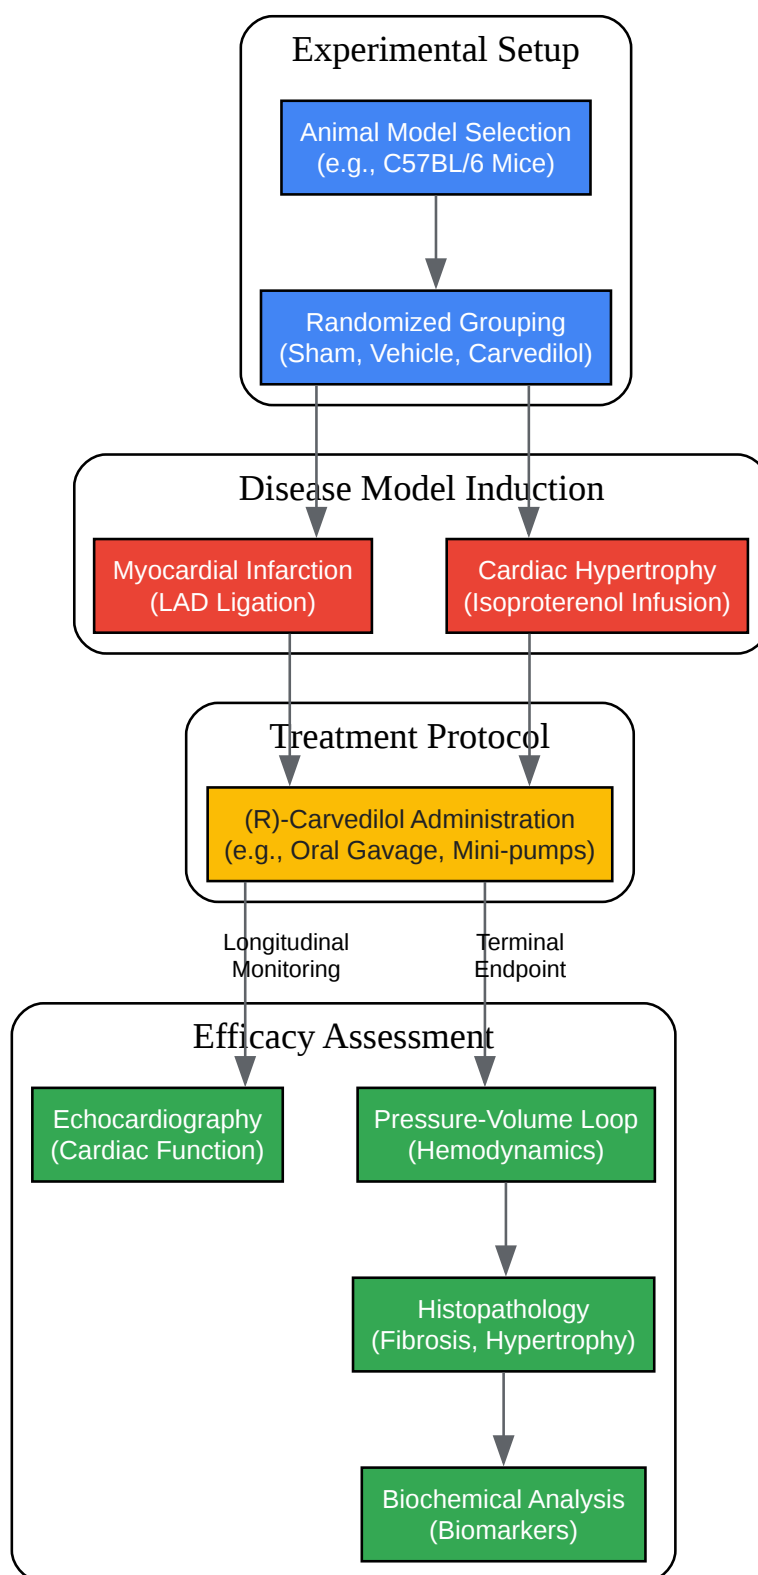 Experimental Setup
Animal Model Selection
(e.g., C57BL/6 Mice)
Randomized Grouping
(Sham, Vehicle, Carvedilol)
Disease Model Induction
Myocardial Infarction
(LAD Ligation)
Cardiac Hypertrophy
(Isoproterenol Infusion)
Treatment Protocol
(R)-Carvedilol Administration
(e.g., Oral Gavage, Mini-pumps)
Longitudinal
Monitoring
Terminal
Endpoint
Efficacy Assessment
Echocardiography
(Cardiac Function)
Pressure-Volume Loop
(Hemodynamics)
Histopathology
(Fibrosis, Hypertrophy)
Biochemical Analysis
(Biomarkers)